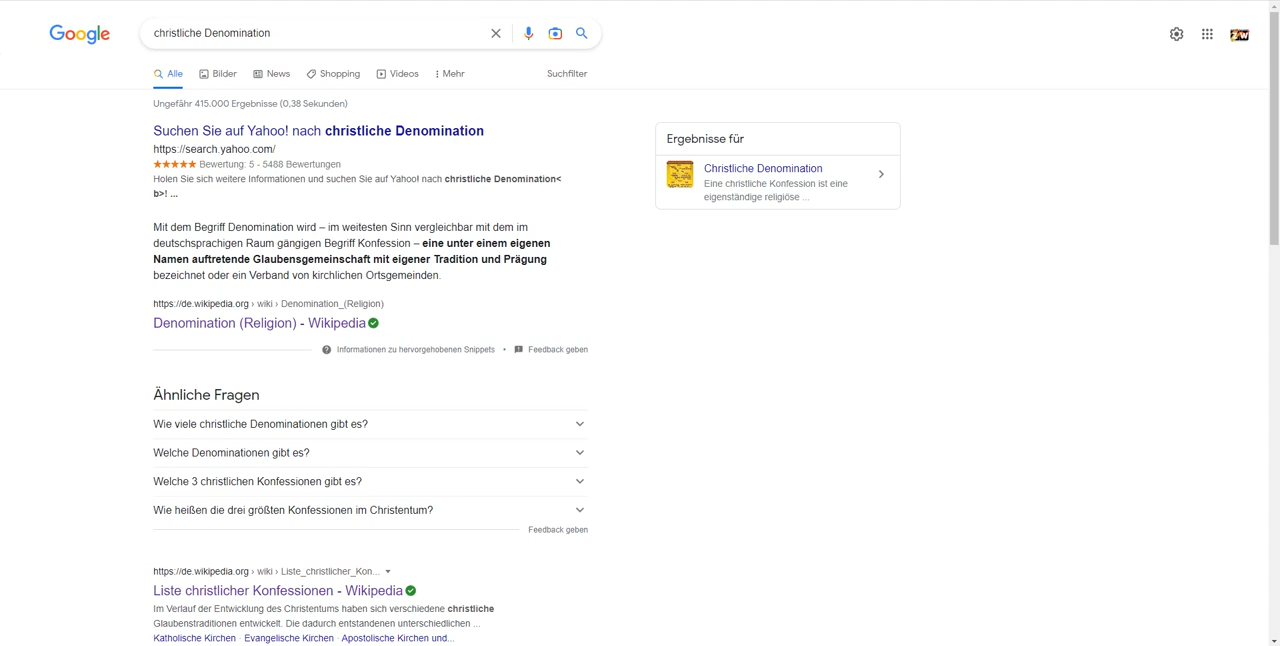 Google
christliche Denomination
Alle Bilder News Shopping Videos Mehr Suchfilter
Ungefähr 415.000 Ergebnisse (0,38 Sekunden)
Suchen Sie auf Yahoo! nach christliche Denomination
https://search.yahoo.com/
Bewertung: 5 - 5488 Bewertungen
Holen Sie sich weitere Informationen und suchen Sie auf Yahoo! nach christliche Denomination<
b>! ...
Mit dem Begriff Denomination wird – im weitesten Sinn vergleichbar mit dem im
deutschsprachigen Raum gängigen Begriff Konfession – eine unter einem eigenen
Namen auftretende Glaubensgemeinschaft mit eigener Tradition und Prägung
bezeichnet oder ein Verband von kirchlichen Ortsgemeinden.
https://de.wikipedia.org › wiki › Denomination_(Religion)
Denomination (Religion) - Wikipedia
Informationen zu hervorgehobenen Snippets • Feedback geben
Ähnliche Fragen
Wie viele christliche Denominationen gibt es?
Welche Denominationen gibt es?
Welche 3 christlichen Konfessionen gibt es?
Wie heißen die drei größten Konfessionen im Christentum?
Feedback geben
https://de.wikipedia.org › wiki › Liste_christlicher_Kon...
Liste christlicher Konfessionen - Wikipedia
Im Verlauf der Entwicklung des Christentums haben sich verschiedene christliche
Glaubenstraditionen entwickelt. Die dadurch entstandenen unterschiedlichen ...
Katholische Kirchen · Evangelische Kirchen · Apostolische Kirchen und...
Ergebnisse für
Christliche Denomination
Eine christliche Konfession ist eine
eigenständige religiöse ...